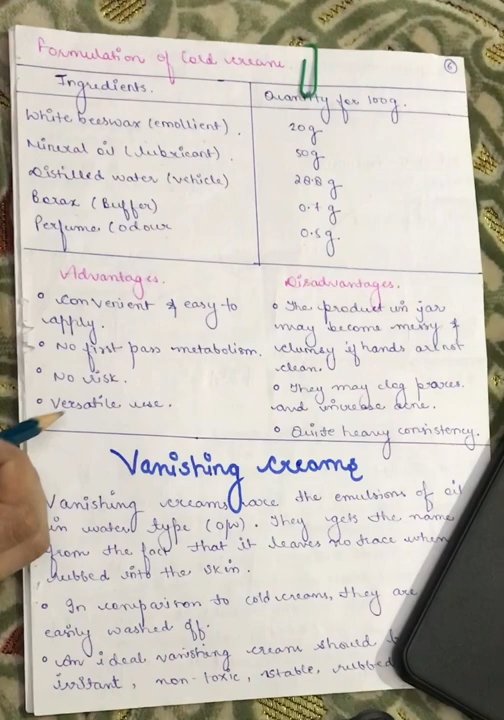 Formulation of Cold cream.
6
Ingredients.
Quantity for 100g.
White beeswax (emollient).
20g
Mineral oil (lubricant).
50g
Distilled water (vehicle)
28.8 g
Borax (Buffer)
0.7 g
Perfume Codour
0.5g.
Advantages.
• Convenient & easy to
apply.
• No first pass metabolism.
• No risk.
• Versatile use.
Disadvantages.
• The product in jar
may become messy &
clumsy if hands are not
clean.
• They may clog pores
and increase acne.
• Quite heavy consistency.
Vanishing creams
Vanishing creams are the emulsions of oil
in water type (o/w). They gets the name
from the fact that it leaves no trace when
rubbed into the skin.
• In comparison to cold creams, they are
easily washed off.
• An ideal vanishing cream should
irritant, non-toxic, stable, rubbed